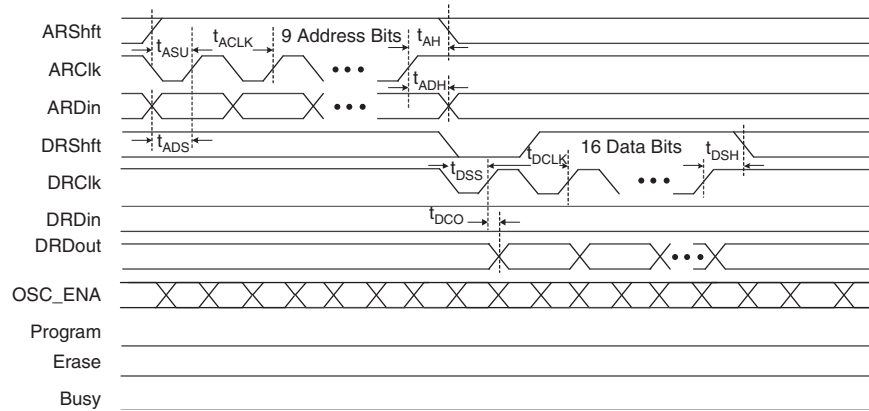 ARShft
tASU tACLK 9 Address Bits tAH
ARClk
tADH
ARDin
tADS
DRShft
16 Data Bits
tDSS tDCLK tDSH
DRClk
DRDin
tDCO
DRDout
OSC_ENA
Program
Erase
Busy